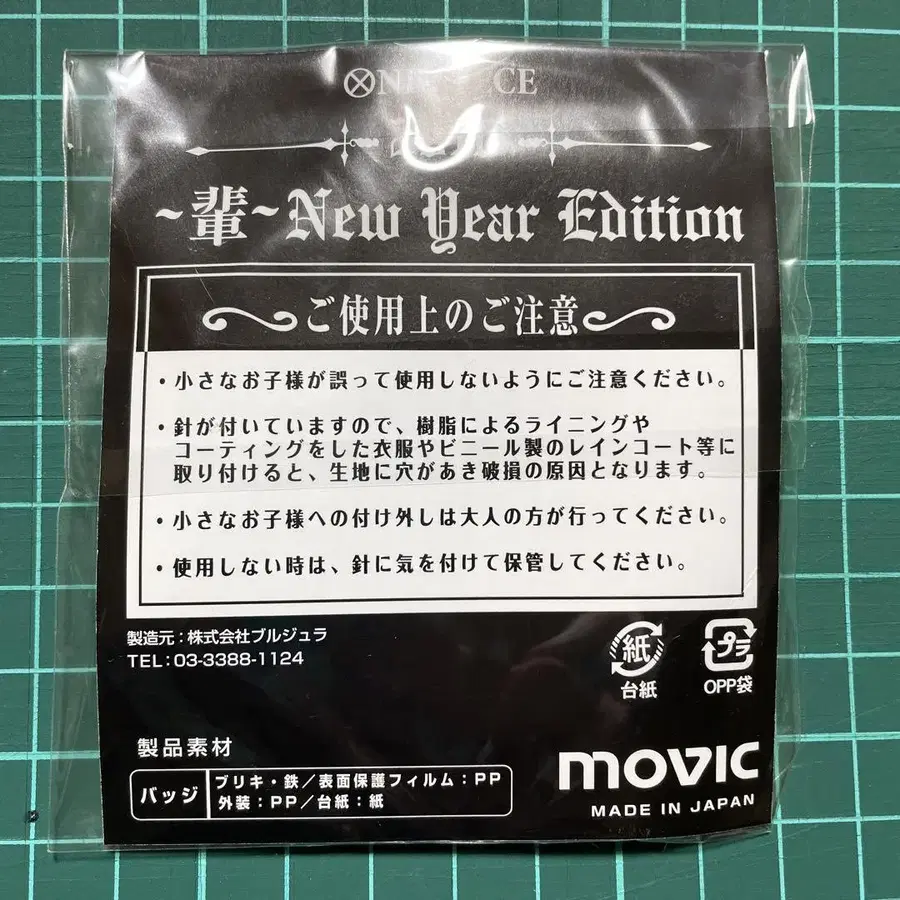 ~輩~New Year Edition
ご使用上のご注意
・小さなお子様が誤って使用しないようにご注意ください。
・針が付いていますので、樹脂によるライニングや
コーティングをした衣服やビニール製のレインコート等に
取り付けると、生地に穴があき破損の原因となります。
・小さなお子様への付け外しは大人の方が行ってください。
・使用しない時は、針に気を付けて保管してください。
製造元:株式会社ブルジュラ
TEL:03-3388-1124
紙
台紙
プラ
OPP袋
製品素材
バッジ
ブリキ・鉄/表面保護フィルム:PP
外装:PP/台紙:紙
movic
MADE IN JAPAN